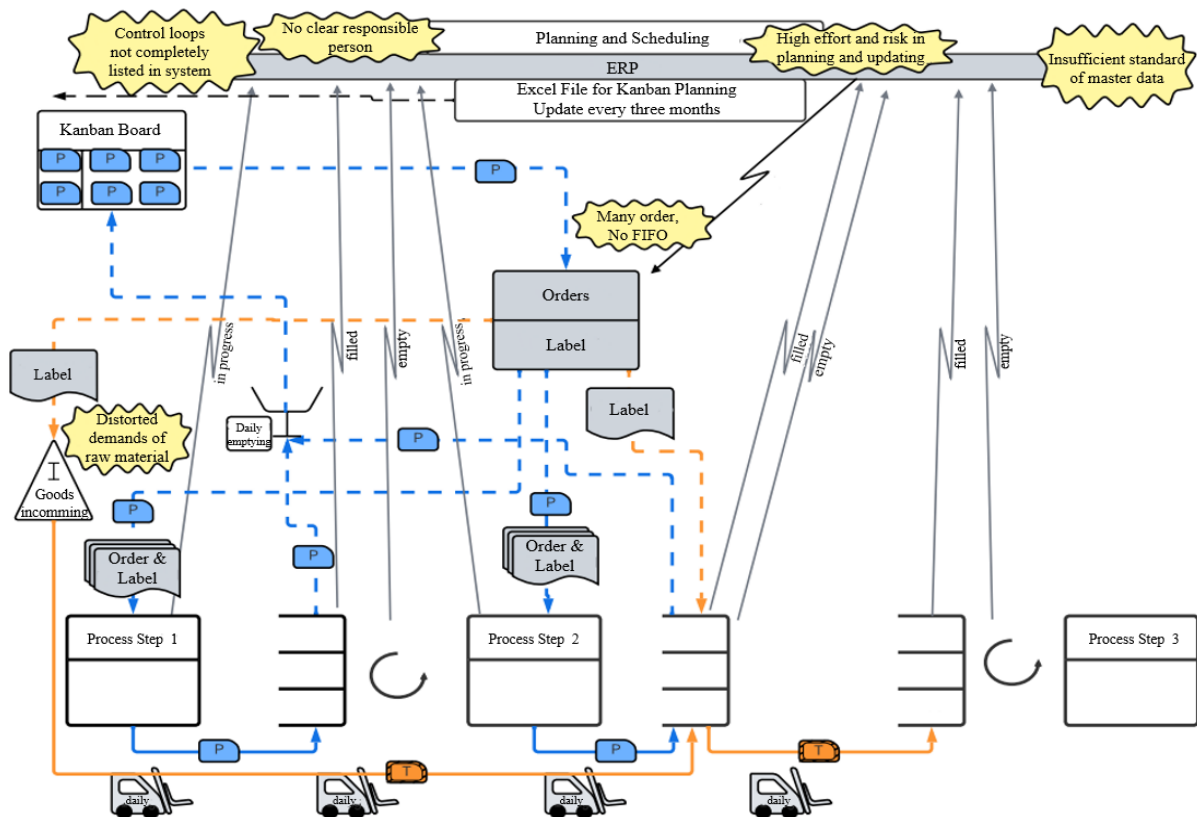 Control loops
not completely
listed in system
No clear responsible
person
Planning and Scheduling
High effort and risk in
planning and updating
Insufficient standard
of master data
ERP
Excel File for Kanban Planning
Update every three months
Kanban Board
P P P
P P P
P
Many order,
No FIFO
Orders
Label
in progress
filled
empty
in progress
filled
empty
filled
empty
Label
Label
Distorted
demands of
raw material
Daily
emptying
P
I
Goods
incomming
P
P
P
Order &
Label
Order &
Label
Process Step 1
Process Step 2
Process Step 3
P
P
T
T
daily
daily
daily
daily